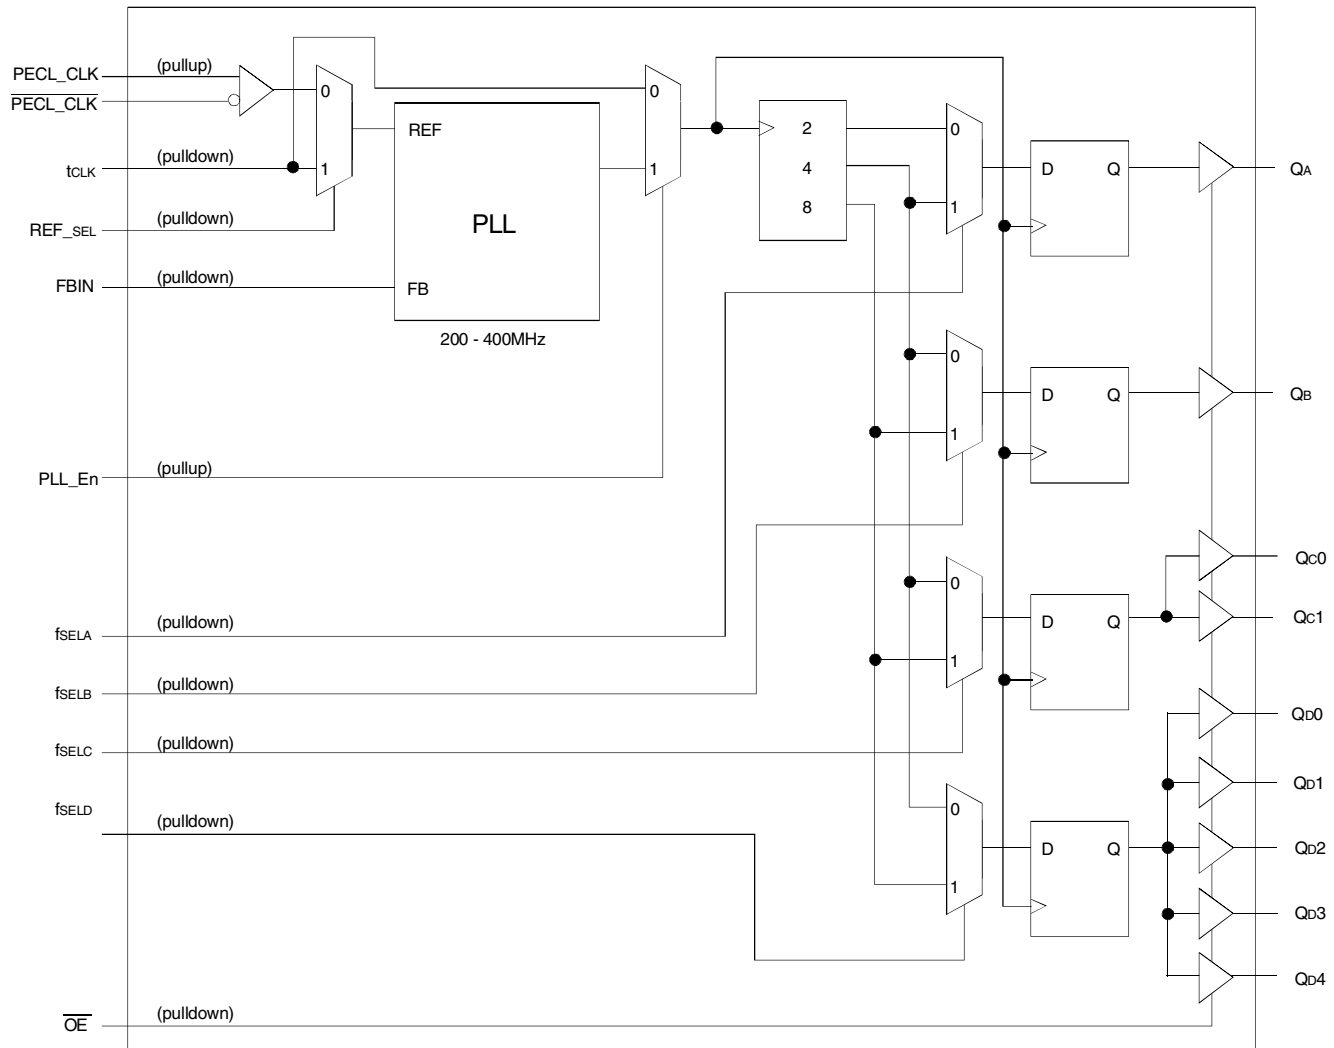 PECL_CLK (pullup)
PECL_CLK
tCLK (pulldown)
REF_SEL (pulldown)
FBIN (pulldown)
0
1
REF
PLL
FB
200 - 400MHz
0
1
2
4
8
0
1
D Q
QA
0
1
D Q
QB
PLL_En (pullup)
QC0
0
1
D Q
QC1
fSELA (pulldown)
fSELB (pulldown)
fSELC (pulldown)
fSELD
(pulldown)
0
1
D Q
QD0
QD1
QD2
QD3
QD4
OE (pulldown)